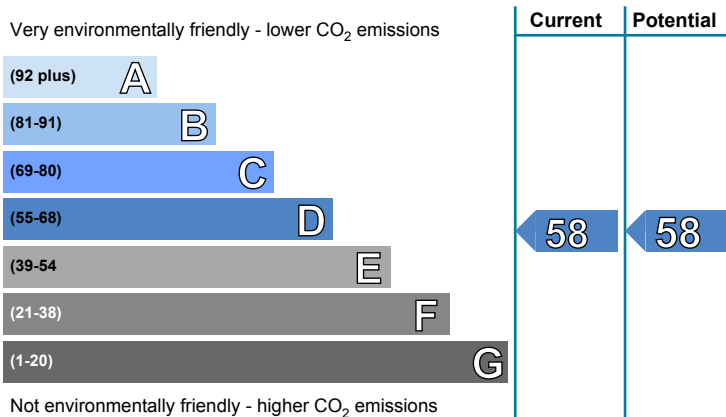 Very environmentally friendly - lower CO2 emissions
Current
Potential
(92 plus) A
(81-91) B
(69-80) C
(55-68) D
58
58
(39-54 E
(21-38) F
(1-20) G
Not environmentally friendly - higher CO2 emissions